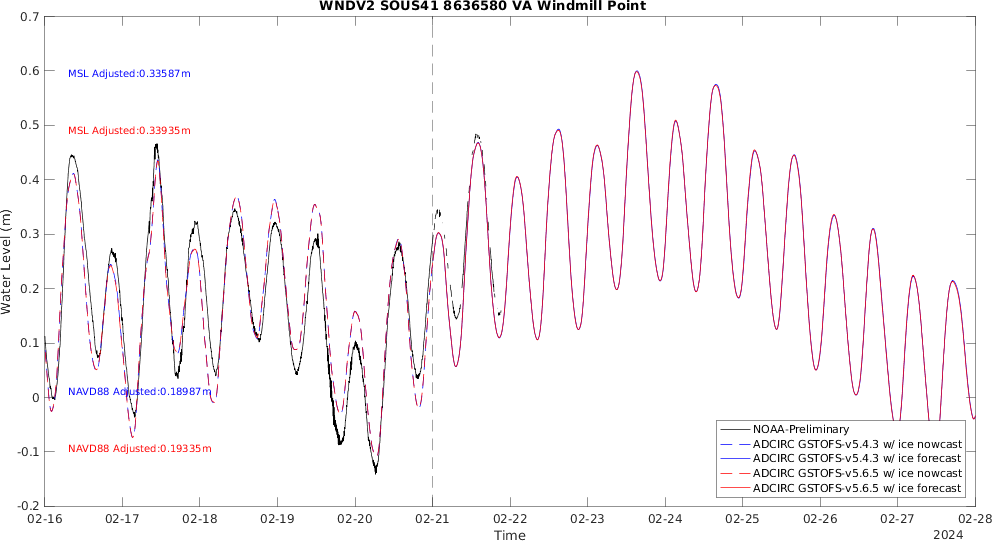 WNDV2 SOUS41 8636580 VA Windmill Point
0.7
0.6
0.5
0.4
0.3
0.2
0.1
0
-0.1
-0.2
Water Level (m)
MSL Adjusted:0.33587m
MSL Adjusted:0.33935m
NAVD88 Adjusted:0.18987m
NAVD88 Adjusted:0.19335m
NOAA-Preliminary
ADCIRC GSTOFS-v5.4.3 w/ ice nowcast
ADCIRC GSTOFS-v5.4.3 w/ ice forecast
ADCIRC GSTOFS-v5.6.5 w/ ice nowcast
ADCIRC GSTOFS-v5.6.5 w/ ice forecast
02-16 02-17 02-18 02-19 02-20 02-21 02-22 02-23 02-24 02-25 02-26 02-27 02-28
Time
2024